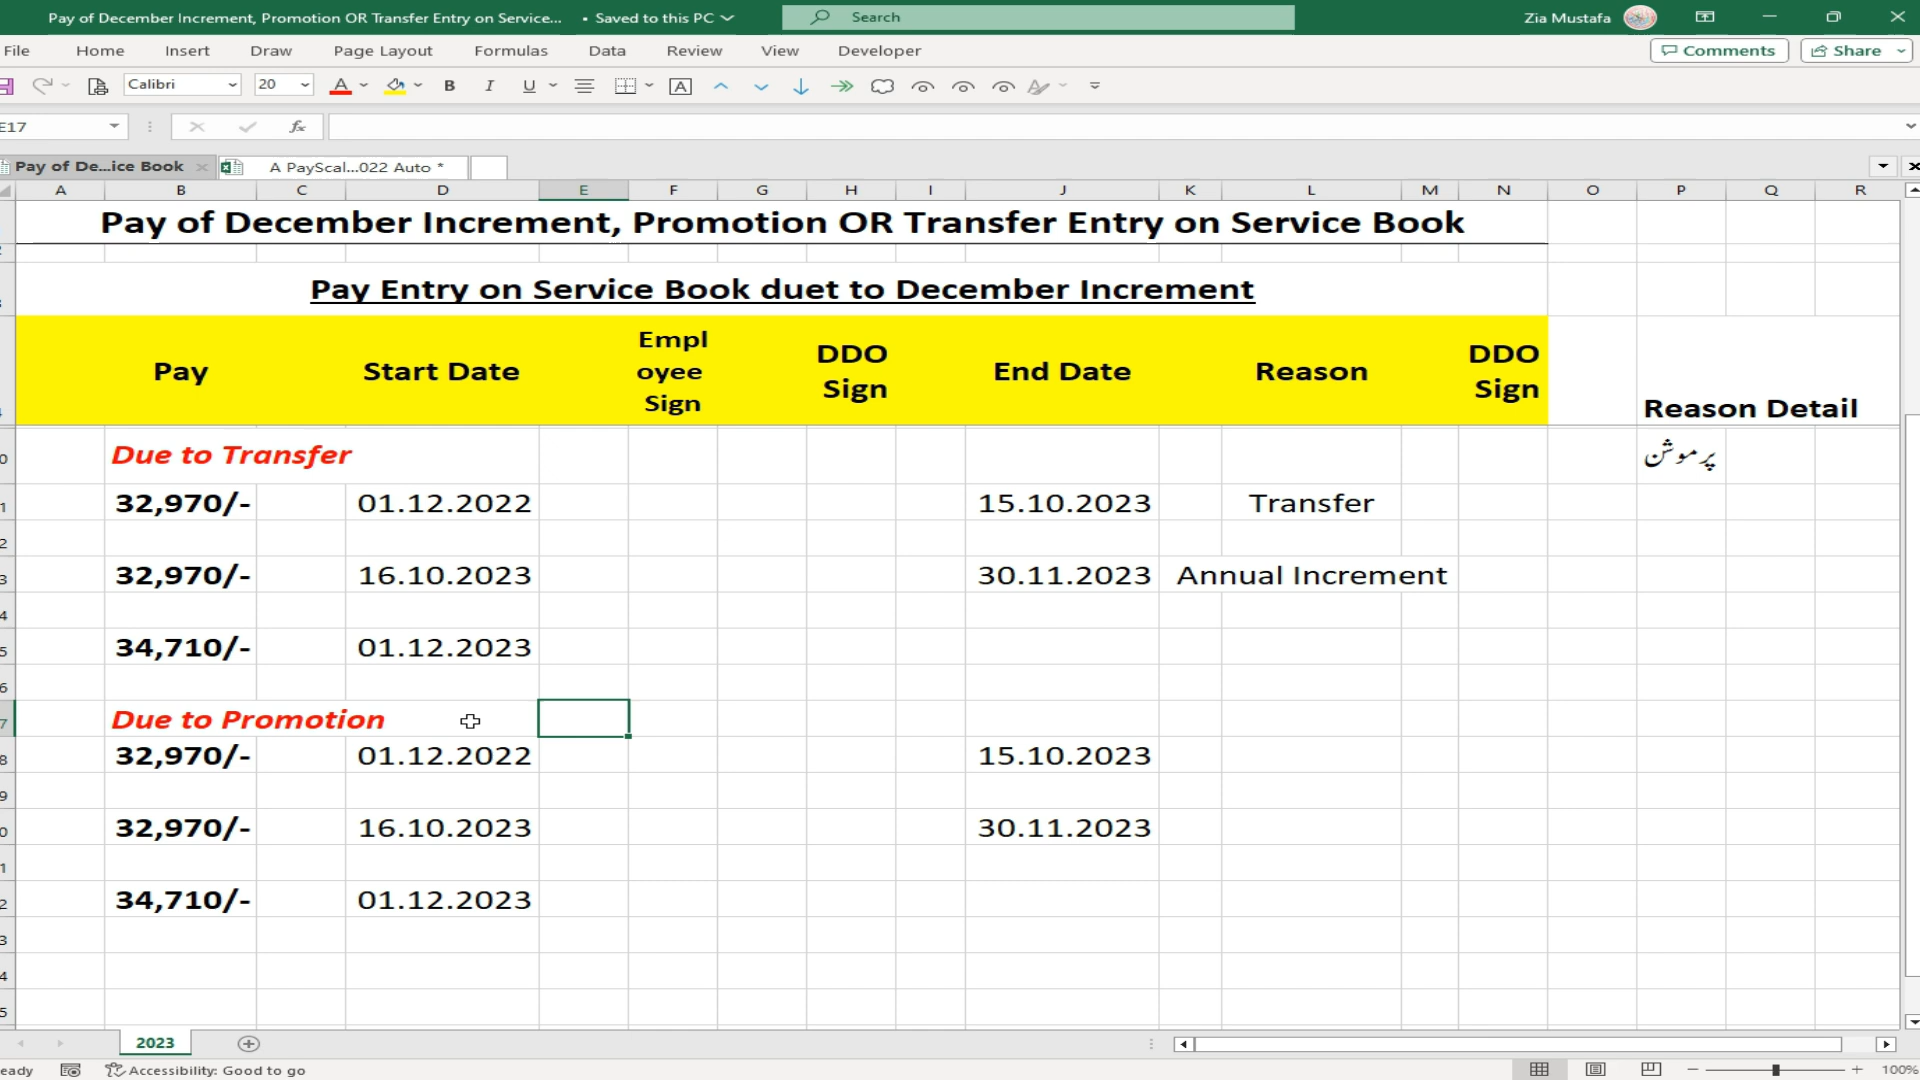 Pay of December Increment, Promotion OR Transfer Entry on Service... • Saved to this PC
Search
Zia Mustafa
File Home Insert Draw Page Layout Formulas Data Review View Developer
Comments Share
Calibri 20 A B I U A
E17 fx
Pay of De...ice Book
A PayScal...022 Auto *
A B C D E F G H I J K L M N O P Q R
Pay of December Increment, Promotion OR Transfer Entry on Service Book
Pay Entry on Service Book duet to December Increment
Pay Start Date Empl oyee Sign DDO Sign End Date Reason DDO Sign Reason Detail
Due to Transfer پرموشن
32,970/- 01.12.2022 15.10.2023 Transfer
32,970/- 16.10.2023 30.11.2023 Annual Increment
34,710/- 01.12.2023
Due to Promotion
32,970/- 01.12.2022 15.10.2023
32,970/- 16.10.2023 30.11.2023
34,710/- 01.12.2023
2023
eady Accessibility: Good to go 100%